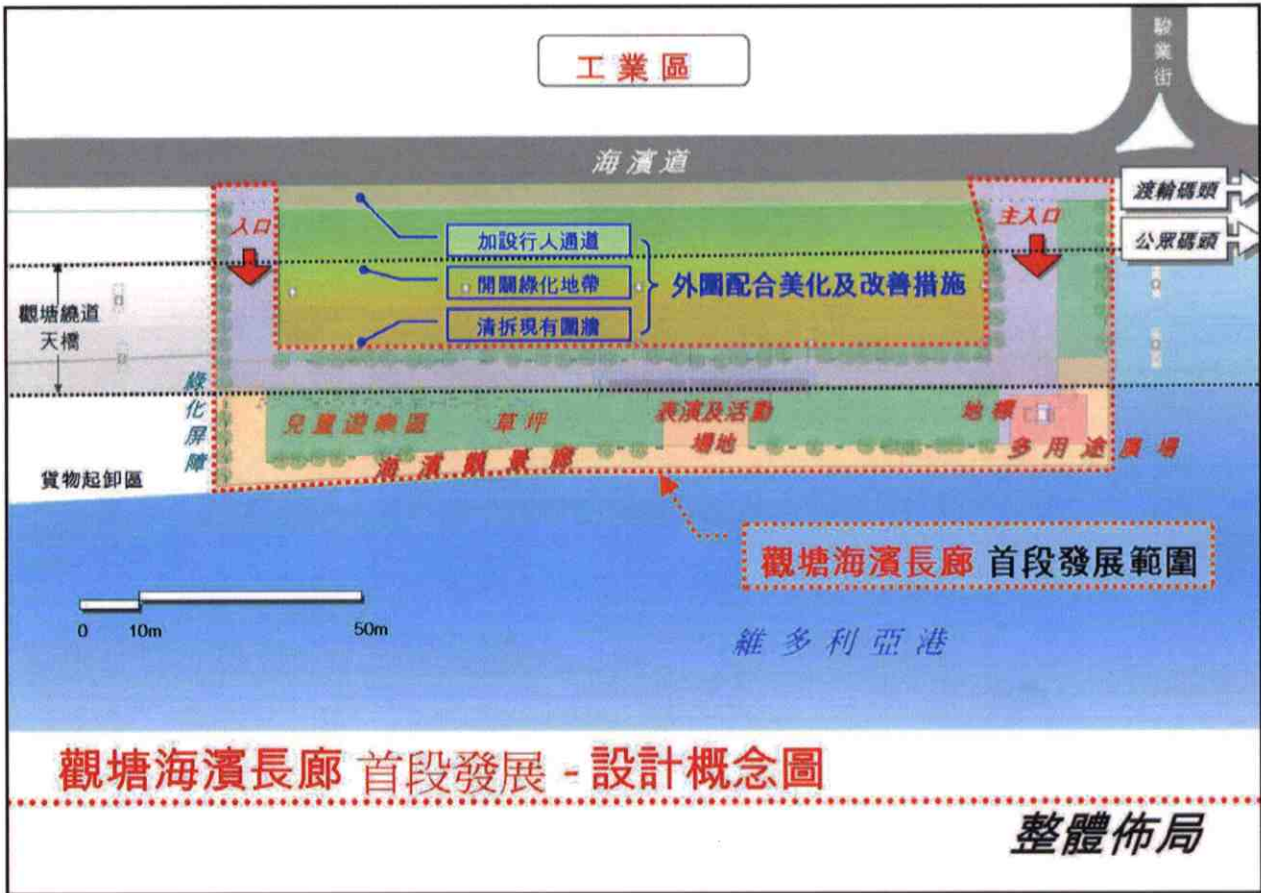 駿業街
工業區
海濱道
渡輪碼頭
公眾碼頭
入口
主入口
加設行人通道
開闢綠化地帶
清拆現有圍牆
外圍配合美化及改善措施
觀塘繞道
天橋
綠化屏障
兒童遊樂區
草坪
表演及活動
場地
地標
多用途廣場
海濱觀景廊
貨物起卸區
觀塘海濱長廊 首段發展範圍
0 10m 50m
維多利亞港
觀塘海濱長廊 首段發展 - 設計概念圖
整體佈局